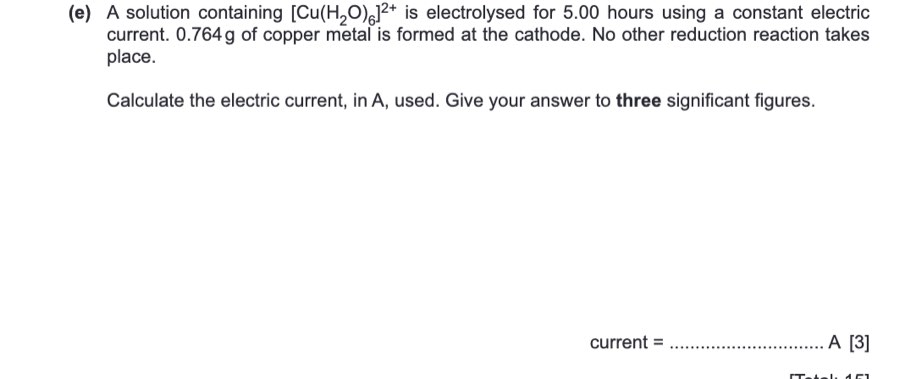 (e) A solution containing [Cu(H₂O)₆]²⁺ is electrolysed for 5.00 hours using a constant electric
current. 0.764 g of copper metal is formed at the cathode. No other reduction reaction takes
place.
Calculate the electric current, in A, used. Give your answer to three significant figures.
current = ............................... A [3]